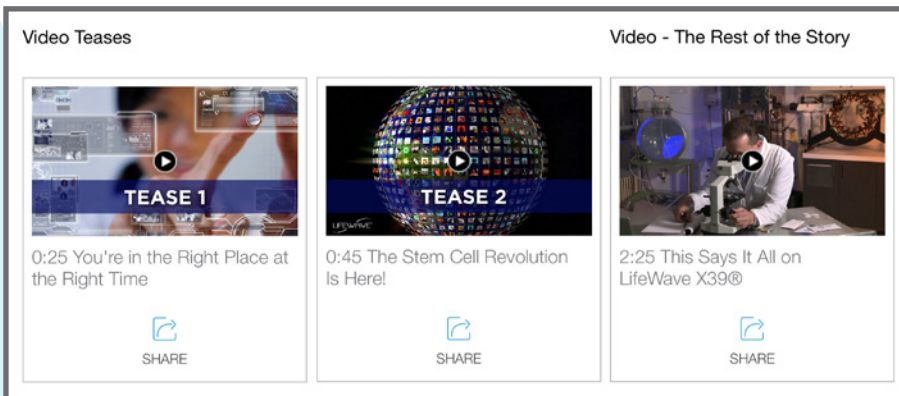 Video Teases
Video - The Rest of the Story
TEASE 1
0:25 You're in the Right Place at
the Right Time
SHARE
TEASE 2
LIFEWAVE
0:45 The Stem Cell Revolution
Is Here!
SHARE
2:25 This Says It All on
LifeWave X39®
SHARE